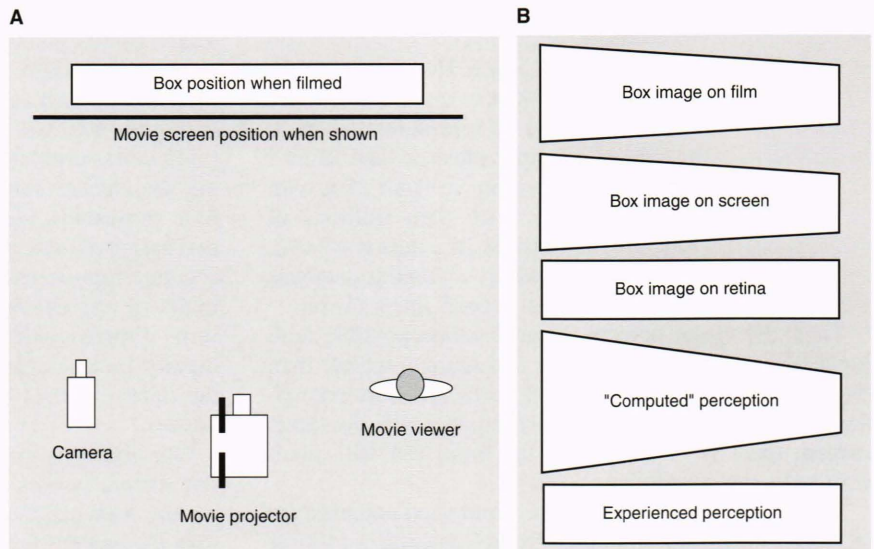 A
Box position when filmed
Movie screen position when shown
Camera
Movie projector
Movie viewer
B
Box image on film
Box image on screen
Box image on retina
"Computed" perception
Experienced perception